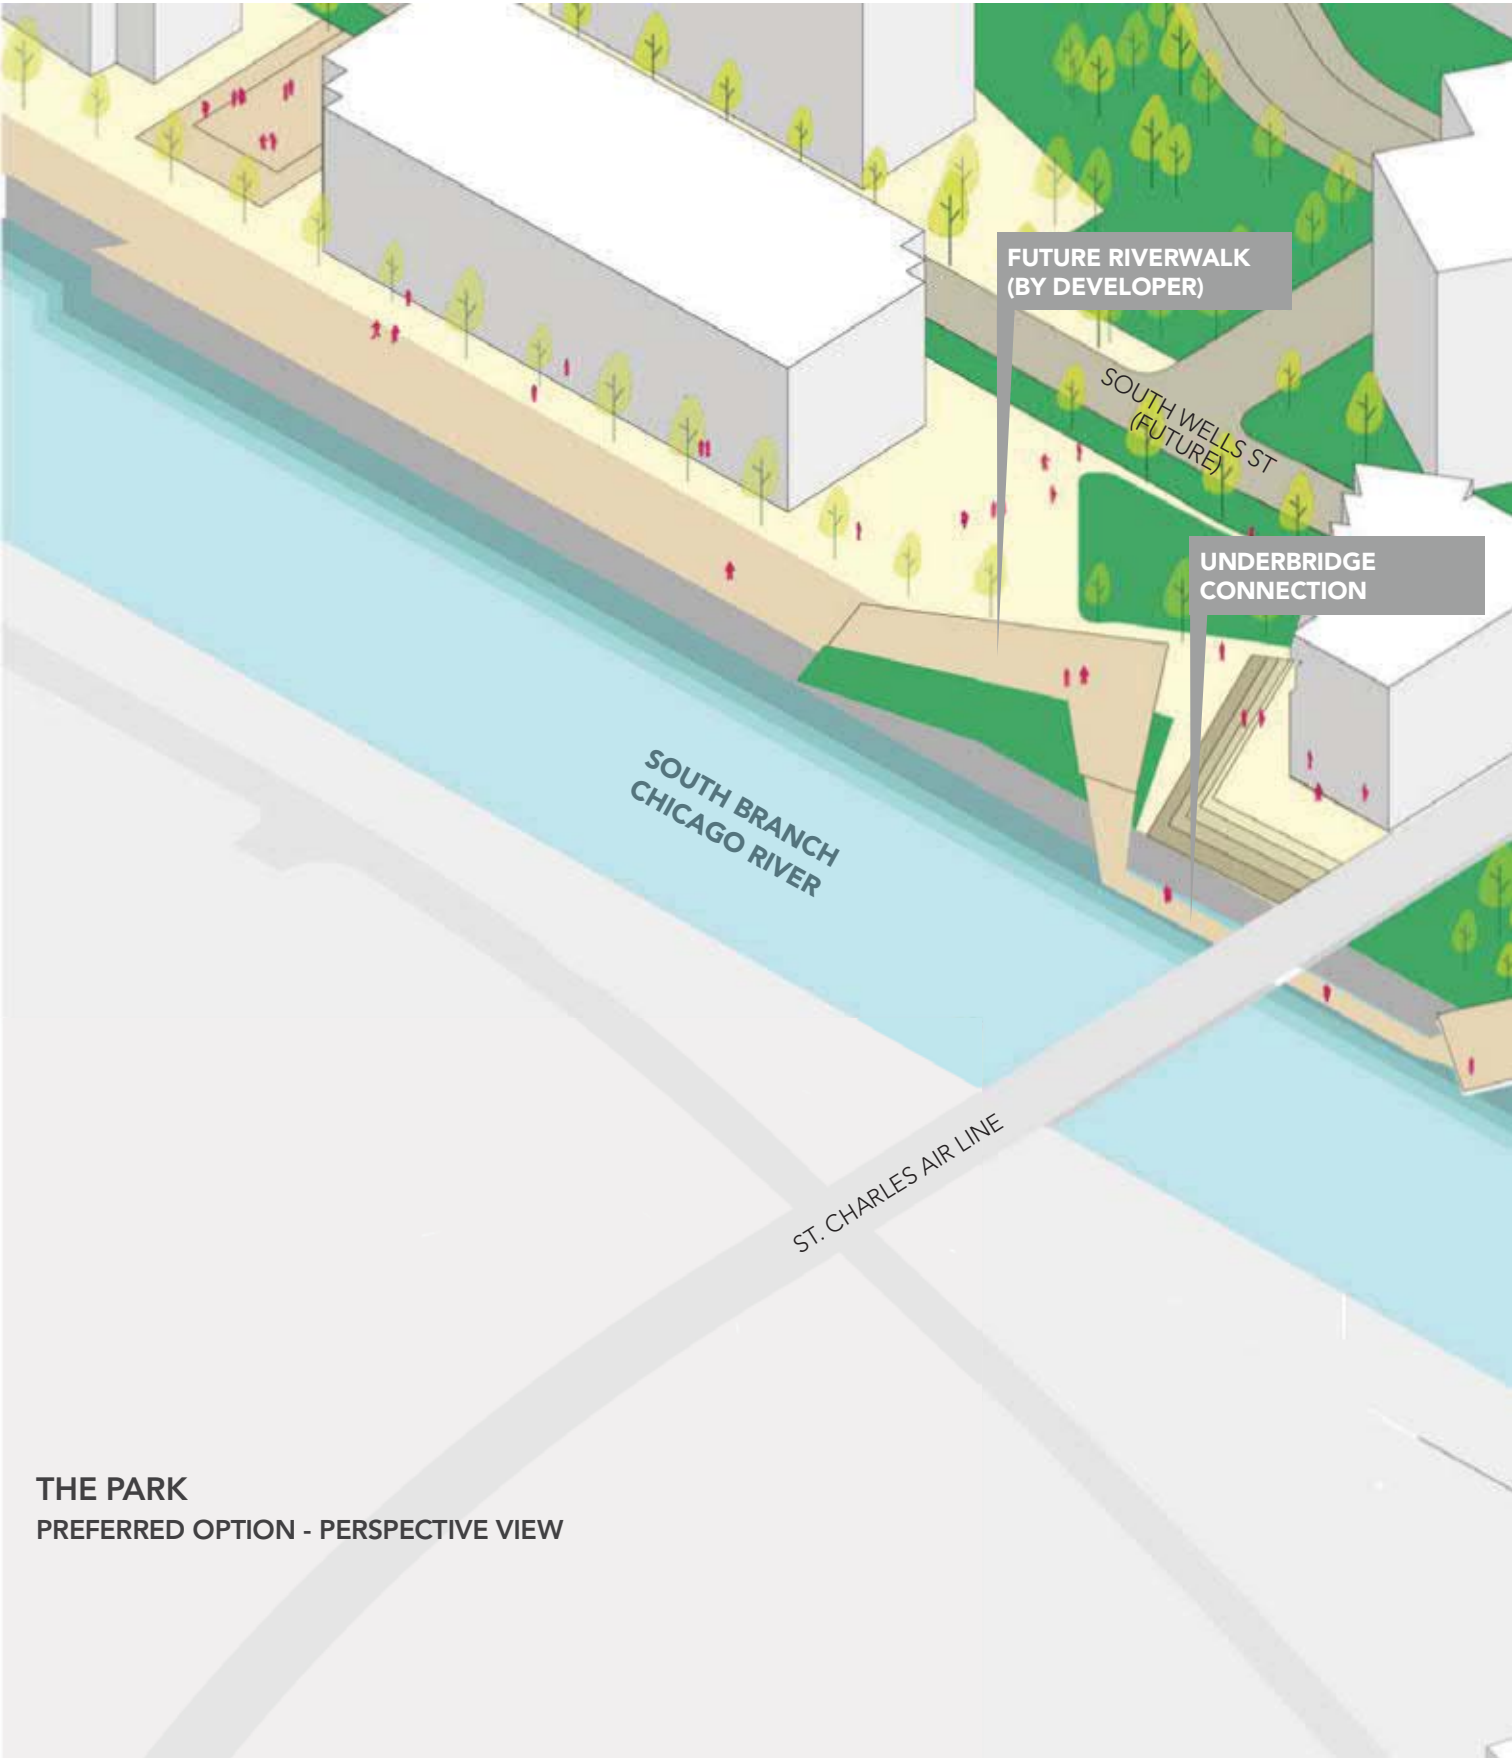 FUTURE RIVERWALK
(BY DEVELOPER)
SOUTH WELLS ST
(FUTURE)
UNDERBRIDGE
CONNECTION
SOUTH BRANCH
CHICAGO RIVER
ST. CHARLES AIR LINE
THE PARK
PREFERRED OPTION - PERSPECTIVE VIEW